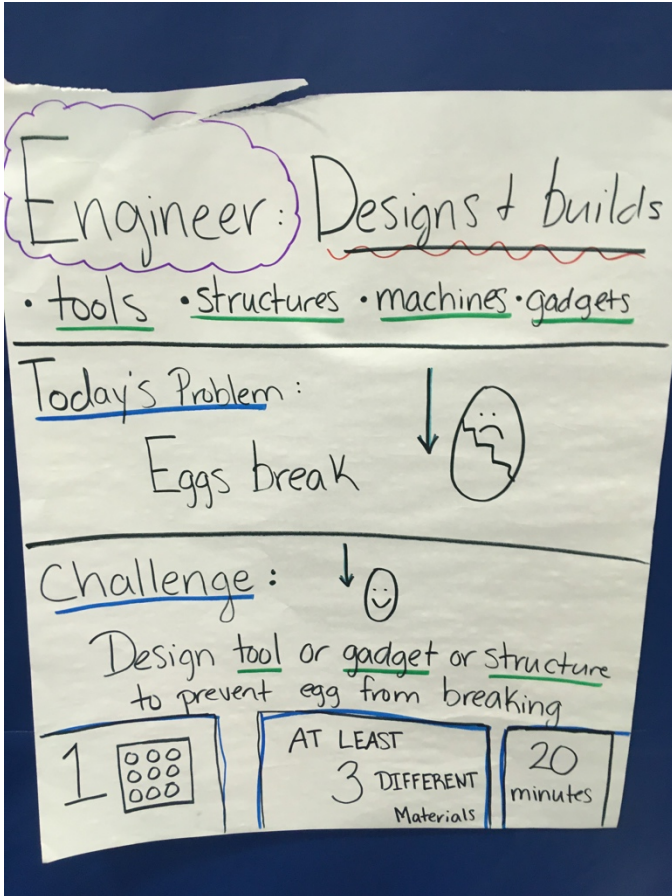 Engineer: Designs + builds
• tools • structures • machines • gadgets
Today's Problem:
Eggs break
Challenge:
Design tool or gadget or structure
to prevent egg from breaking
1
AT LEAST
3 DIFFERENT
Materials
20
minutes